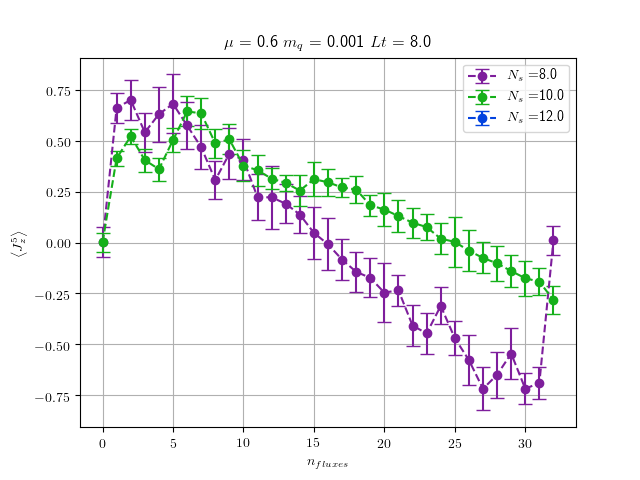 μ = 0.6 m_q = 0.001 Lt = 8.0
N_s =8.0
N_s =10.0
N_s =12.0
⟨J_z^5⟩
0.75
0.50
0.25
0.00
−0.25
−0.50
−0.75
0 5 10 15 20 25 30
n_{fluxes}